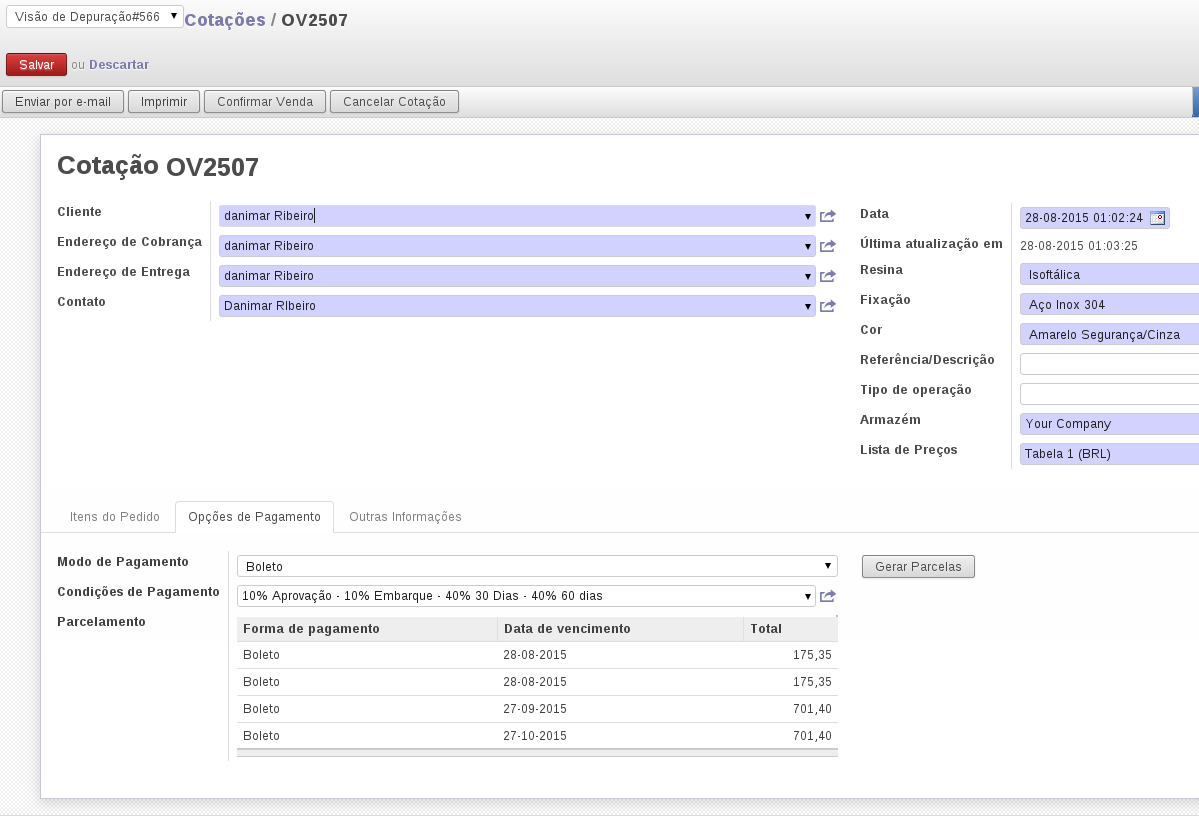 Visão de Depuração#566 Cotações / OV2507
Salvar ou Descartar
Enviar por e-mail Imprimir Confirmar Venda Cancelar Cotação
Cotação OV2507
Cliente danimar Ribeiro
Endereço de Cobrança danimar Ribeiro
Endereço de Entrega danimar Ribeiro
Contato Danimar RIbeiro
Data 28-08-2015 01:02:24
Última atualização em 28-08-2015 01:03:25
Resina Isoftálica
Fixação Aço Inox 304
Cor Amarelo Segurança/Cinza
Referência/Descrição
Tipo de operação
Armazém Your Company
Lista de Preços Tabela 1 (BRL)
Itens do Pedido Opções de Pagamento Outras Informações
Modo de Pagamento Boleto Gerar Parcelas
Condições de Pagamento 10% Aprovação - 10% Embarque - 40% 30 Dias - 40% 60 dias
Parcelamento
Forma de pagamento Data de vencimento Total
Boleto 28-08-2015 175,35
Boleto 28-08-2015 175,35
Boleto 27-09-2015 701,40
Boleto 27-10-2015 701,40